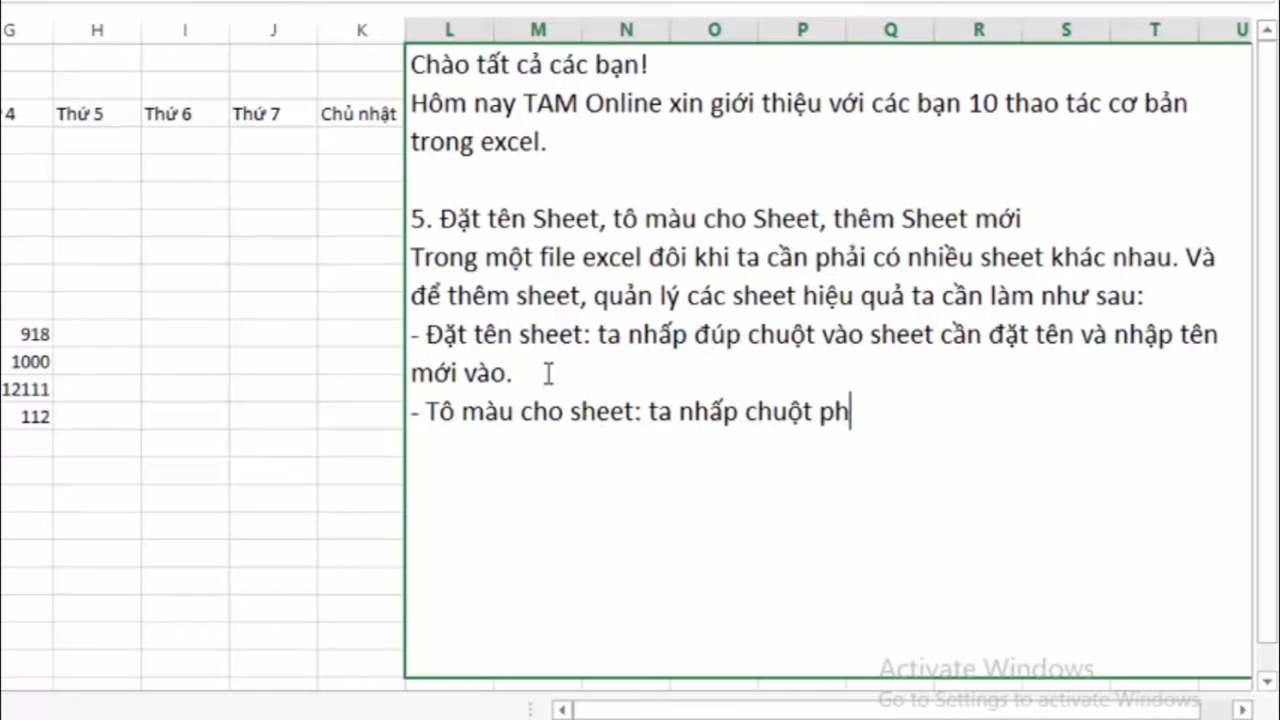 G H I J K L M N O P Q R S T U
4 Thứ 5 Thứ 6 Thứ 7 Chủ nhật
Chào tất cả các bạn!
Hôm nay TAM Online xin giới thiệu với các bạn 10 thao tác cơ bản
trong excel.
5. Đặt tên Sheet, tô màu cho Sheet, thêm Sheet mới
Trong một file excel đôi khi ta cần phải có nhiều sheet khác nhau. Và
để thêm sheet, quản lý các sheet hiệu quả ta cần làm như sau:
- Đặt tên sheet: ta nhấp đúp chuột vào sheet cần đặt tên và nhập tên
mới vào.
- Tô màu cho sheet: ta nhấp chuột ph
918
1000
12111
112
Activate Windows
Go to Settings to activate Windows.